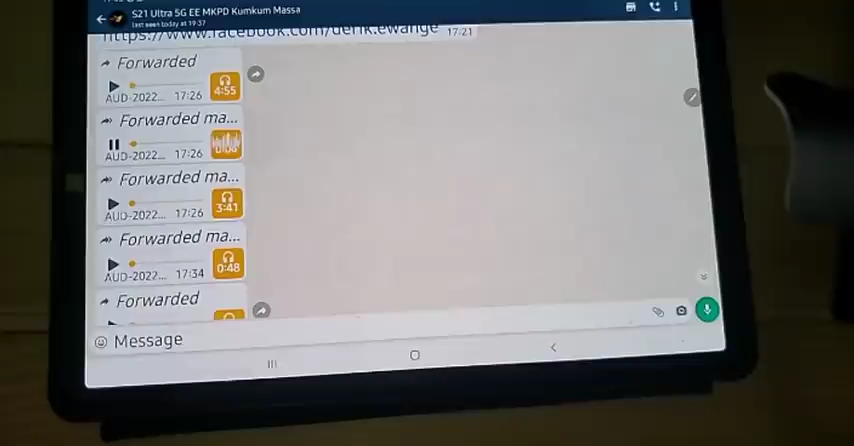 S21 Ultra 5G EE MKPD Kumkum Massa
last seen today at 19:37
https://www.facebook.com/derik.ewange 17:21
Forwarded
4:55
AUD-2022... 17:26
Forwarded ma...
AUD-2022... 17:26
Forwarded ma...
3:41
AUD-2022... 17:26
Forwarded ma...
0:48
AUD-2022... 17:34
Forwarded
Message